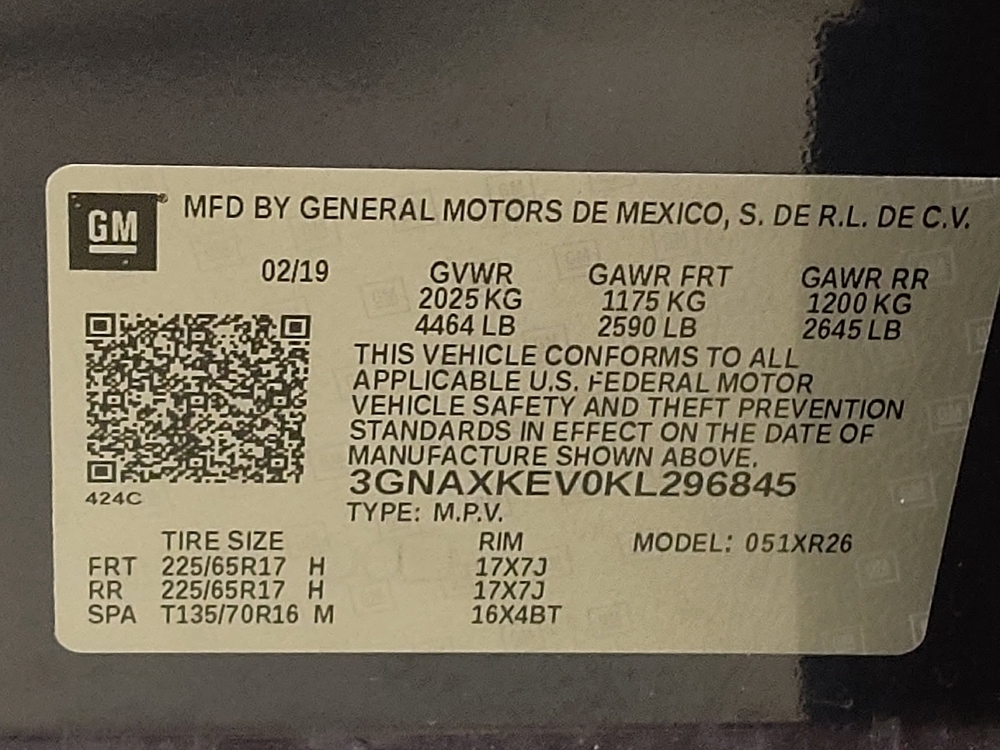 GM MFD BY GENERAL MOTORS DE MEXICO, S. DE R.L. DE C.V.
02/19 GVWR GAWR FRT GAWR RR
2025 KG 1175 KG 1200 KG
4464 LB 2590 LB 2645 LB
THIS VEHICLE CONFORMS TO ALL
APPLICABLE U.S. FEDERAL MOTOR
VEHICLE SAFETY AND THEFT PREVENTION
STANDARDS IN EFFECT ON THE DATE OF
MANUFACTURE SHOWN ABOVE.
3GNAXKEV0KL296845
424C
TYPE: M.P.V.
TIRE SIZE RIM MODEL: 051XR26
FRT 225/65R17 H 17X7J
RR 225/65R17 H 17X7J
SPA T135/70R16 M 16X4BT